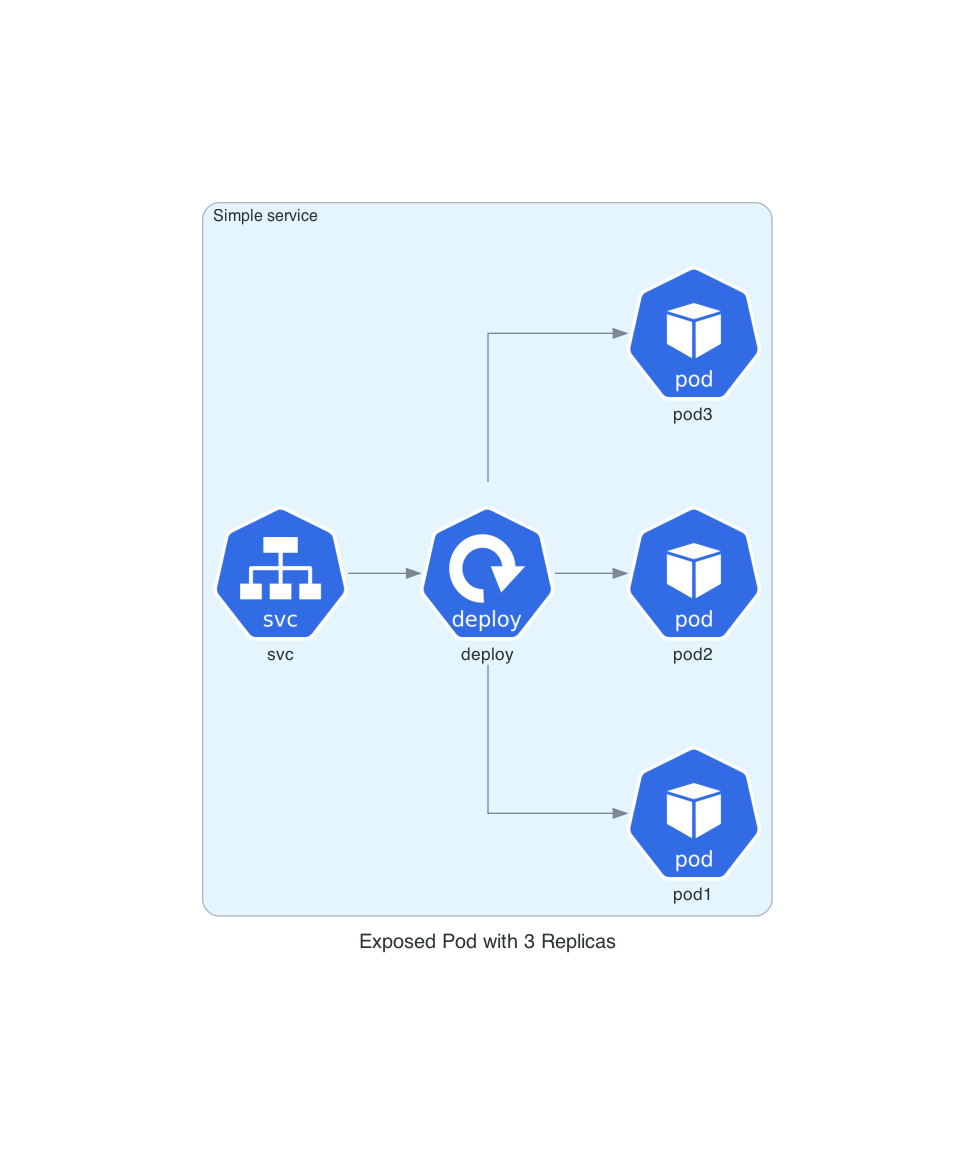 Simple service
pod
pod3
svc
svc
deploy
deploy
pod
pod2
pod
pod1
Exposed Pod with 3 Replicas